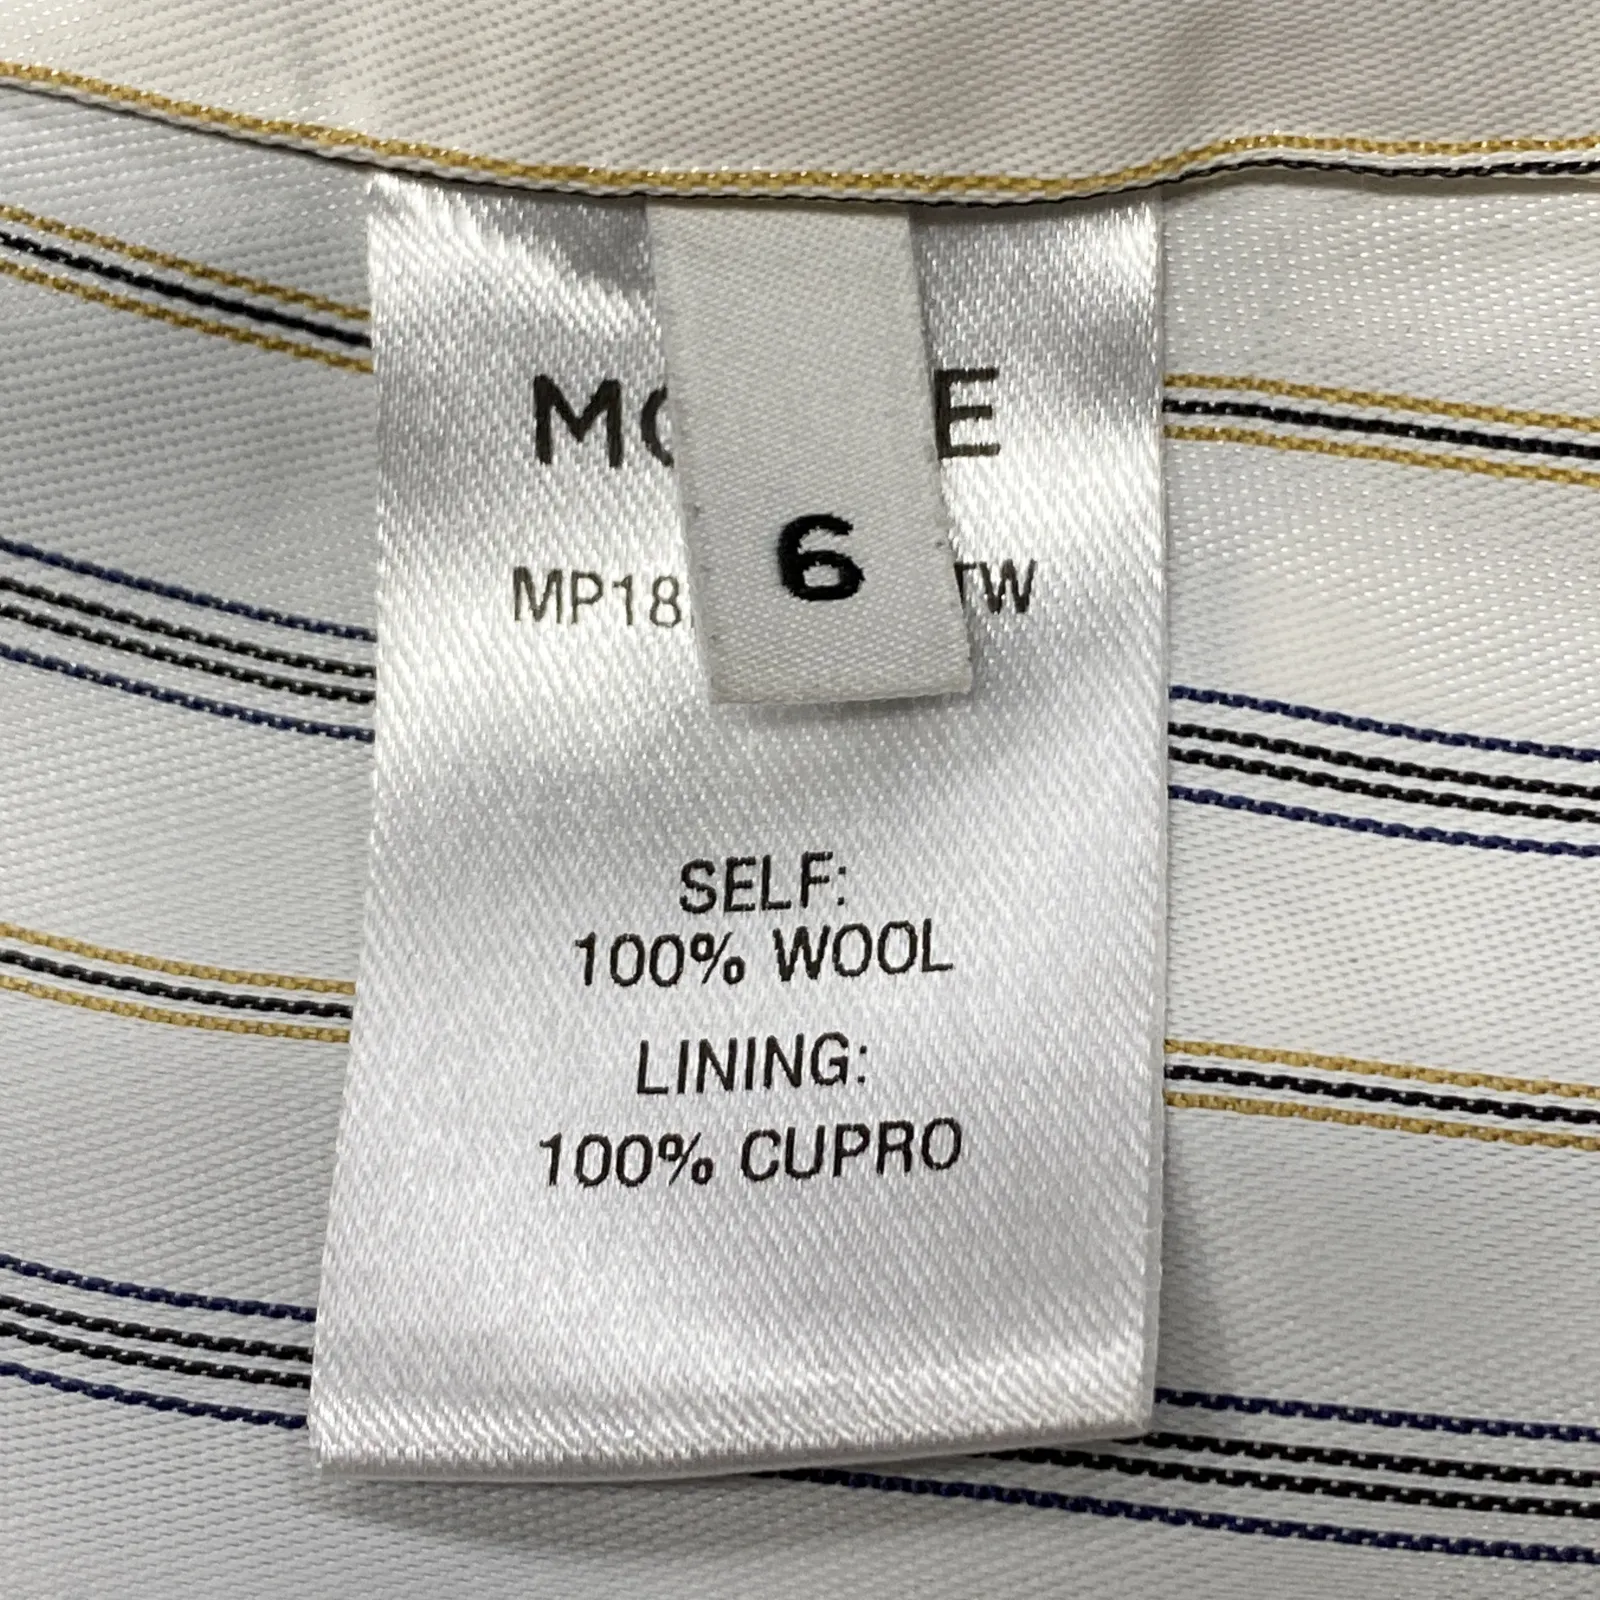 6
SELF:
100% WOOL
LINING:
100% CUPRO